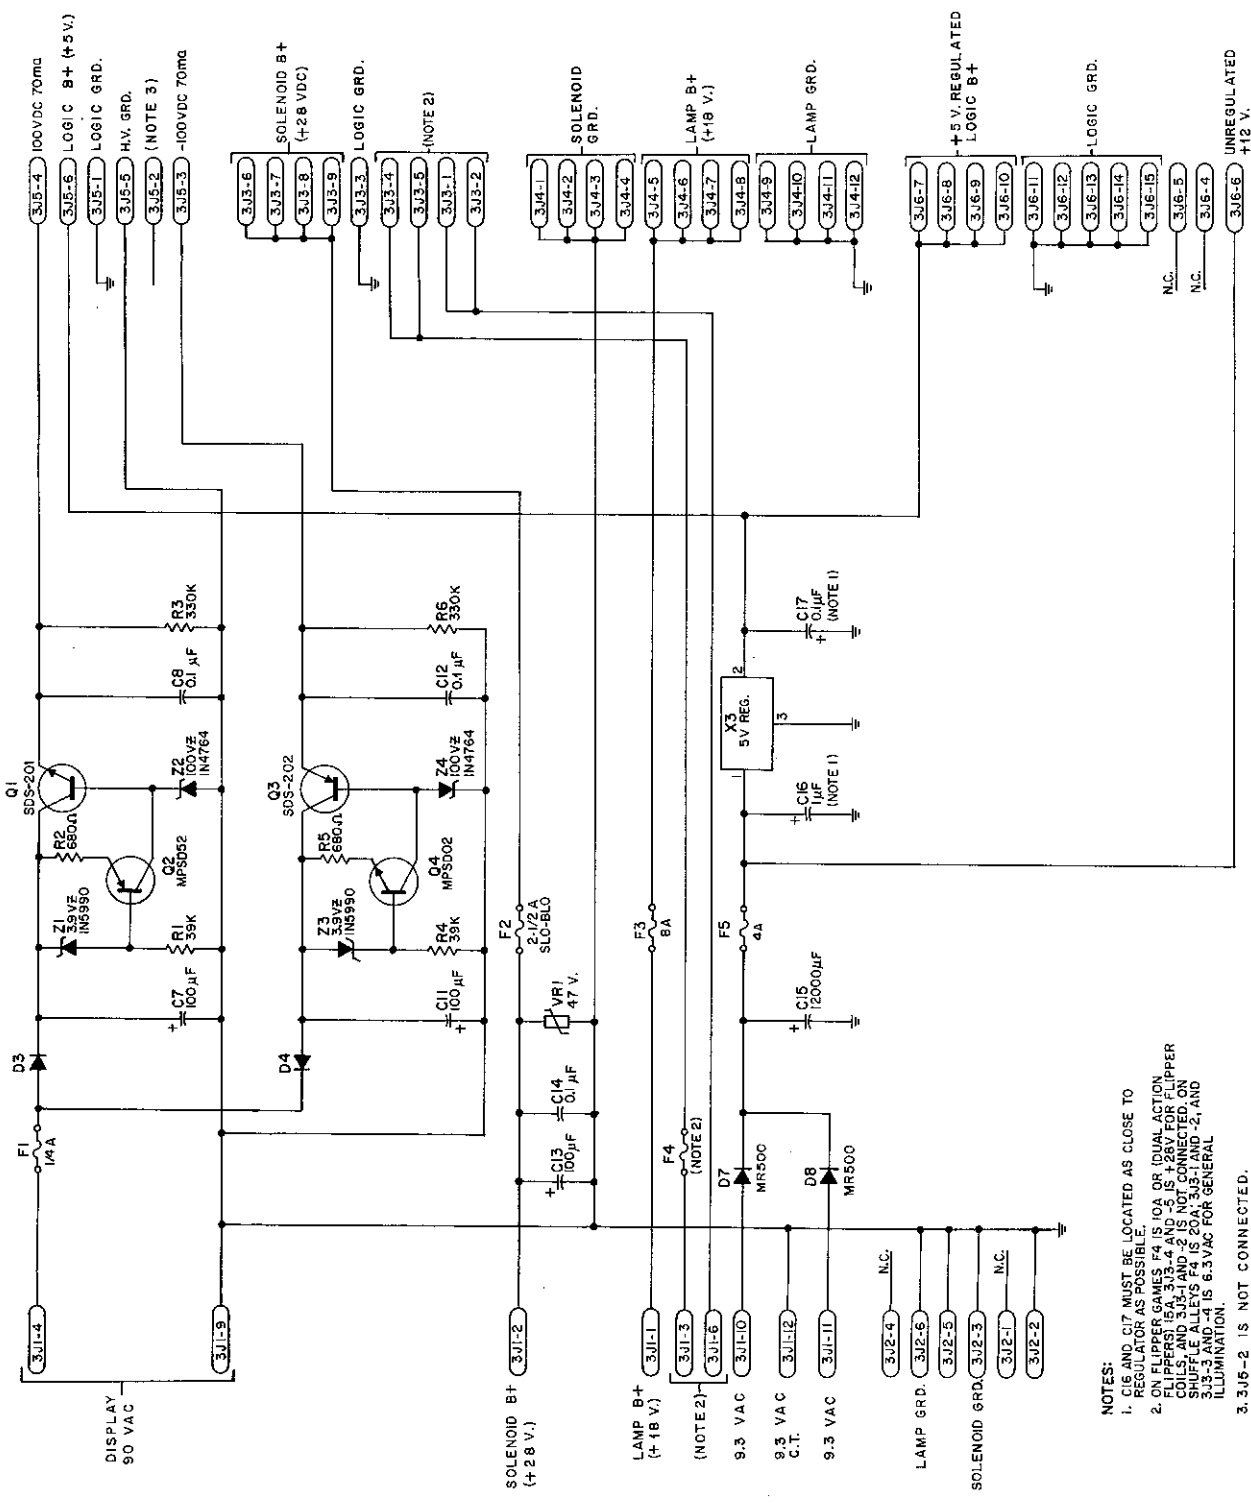 3J5-4 100VDC 70ma
3J5-6 LOGIC B+ (+5 V.)
3J5-1 LOGIC GRD.
3J5-5 H.V. GRD.
3J5-2 (NOTE 3)
3J5-3 -100VDC 70ma
3J3-6
3J3-7
3J3-8
3J3-9
SOLENOID B+
(+28 VDC)
3J3-3 LOGIC GRD.
3J3-4
3J3-5
3J3-1
3J3-2
(NOTE 2)
3J4-1
3J4-2
3J4-3
3J4-4
SOLENOID
GRD.
3J4-5
3J4-6
3J4-7
3J4-8
LAMP B+
(+18 V.)
3J4-9
3J4-10
3J4-11
3J4-12
LAMP GRD.
3J6-7
3J6-8
3J6-9
3J6-10
+5 V. REGULATED
LOGIC B+
3J6-11
3J6-12
3J6-13
3J6-14
3J6-15
LOGIC GRD.
N.C. 3J6-5
N.C. 3J6-4
3J6-6 UNREGULATED
+12 V.
Q1
SDS-201
R2
680Ω
Q2
MPSD52
Z1
3.9VZ
IN5990
R1
39K
+ C7
100µF
D3
F1
1/4 A
Z2
100VZ
IN4764
C8
0.1 µF
R3
330K
Q3
SDS-202
R5
680Ω
Q4
MPSD02
Z3
3.9VZ
IN5990
R4
39K
C11
100µF
+
D4
Z4
100VZ
IN4764
C12
0.1 µF
R6
330K
F2
2-1/2 A
SLO-BLO
VR1
47 V.
C14
0.1 µF
+ C13
100µF
F3
8A
F4
(NOTE 2)
F5
4A
+ C15
12000µF
D7
MR500
D8
MR500
X3
5V REG.
1
2
3
+ C16
1µF
(NOTE 1)
+ C17
0.1µF
(NOTE 1)
3J1-4
3J1-9
DISPLAY
90 VAC
3J1-2
SOLENOID B+
(+28 V.)
3J1-1
LAMP B+
(+18 V.)
3J1-3
3J1-6
(NOTE 2)
3J1-10
9.3 VAC
3J1-12
9.3 VAC
C.T.
3J1-11
9.3 VAC
3J2-4 N.C.
3J2-6
LAMP GRD.
3J2-5
3J2-3
SOLENOID GRD.
3J2-1 N.C.
3J2-2
NOTES:
1. C16 AND C17 MUST BE LOCATED AS CLOSE TO
REGULATOR AS POSSIBLE.
2. ON FLIPPER GAMES F4 IS 10A OR (DUAL ACTION
FLIPPERS) 15A, 3J3-4 AND -5 IS +28V FOR FLIPPER
COILS, AND 3J3-1 AND -2 IS NOT CONNECTED. ON
SHUFFLE ALLEYS F4 IS 20A; 3J3-1 AND -2, AND
3J3-3 AND -4 IS 6.3 VAC FOR GENERAL
ILLUMINATION.
3. 3J5-2 IS NOT CONNECTED.